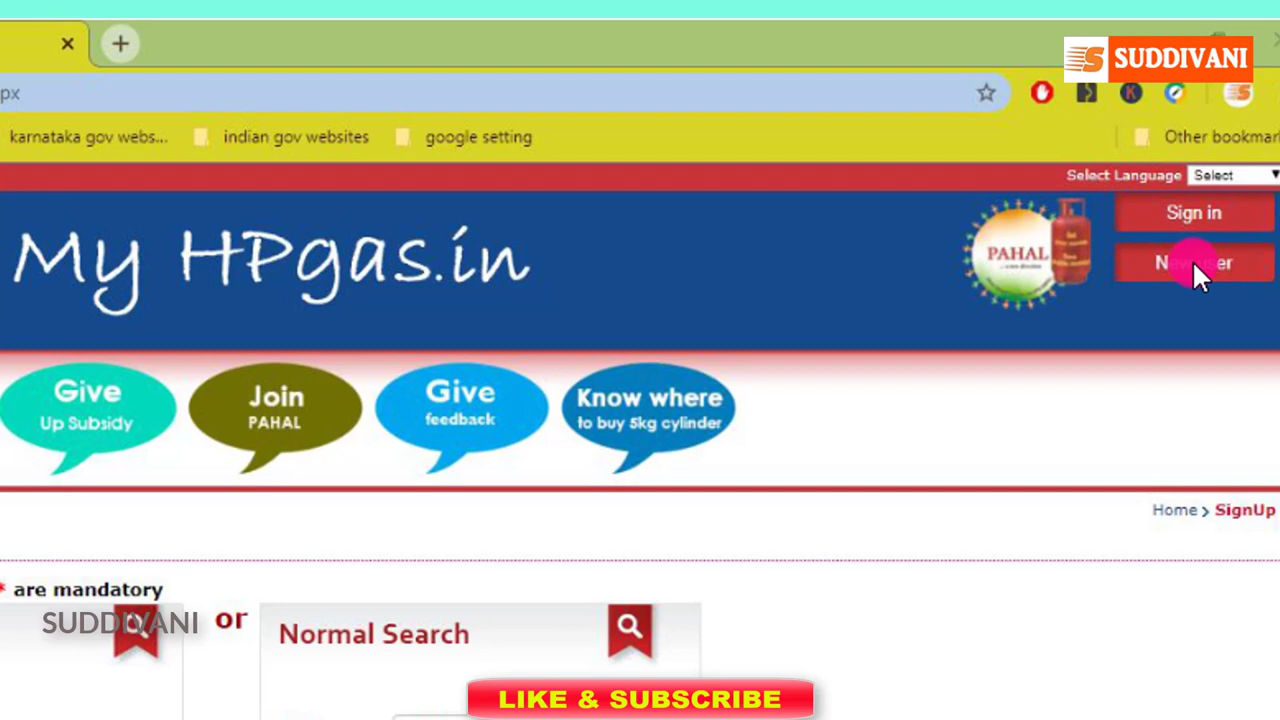 SUDDIVANI
px
karnataka gov webs...
indian gov websites
google setting
Other bookmar
Select Language
Select
My HPgas.in
PAHAL
Sign in
Give
Up Subsidy
Join
PAHAL
Give
feedback
Know where
to buy 5kg cylinder
Home › SignUp
* are mandatory
SUDDIVANI
or
Normal Search
LIKE & SUBSCRIBE